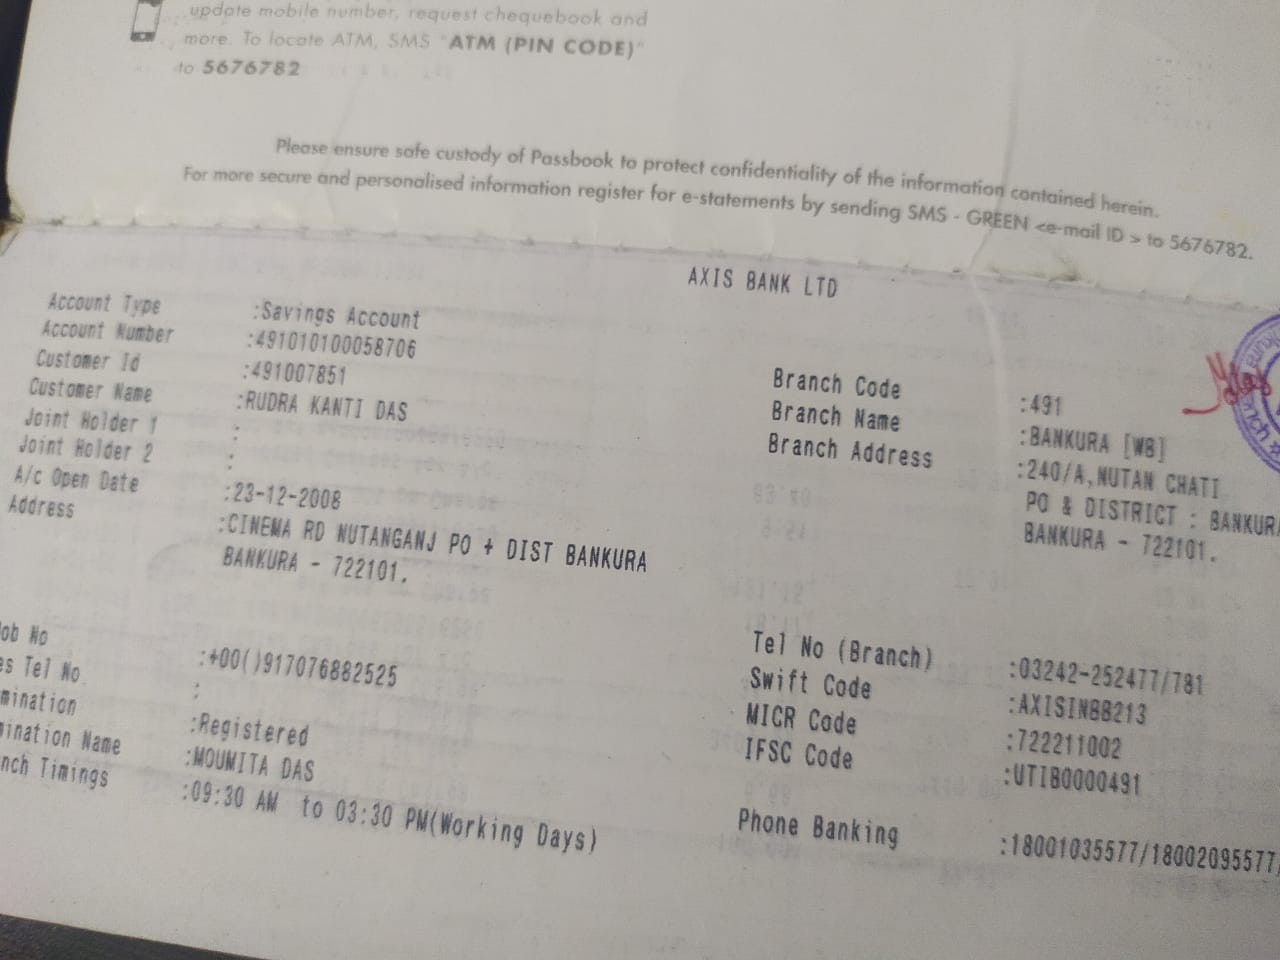 update mobile number, request chequebook and
more. To locate ATM, SMS "ATM (PIN CODE)"
to 5676782
Please ensure safe custody of Passbook to protect confidentiality of the information contained herein.
For more secure and personalised information register for e-statements by sending SMS - GREEN <e-mail ID > to 5676782.
AXIS BANK LTD
Account Type :Savings Account
Account Number :491010100058706
Customer Id :491007851
Customer Name :RUDRA KANTI DAS
Joint Holder 1 :
Joint Holder 2 :
A/c Open Date :23-12-2008
Address :CINEMA RD NUTANGANJ PO + DIST BANKURA
BANKURA - 722101.
Branch Code :491
Branch Name :BANKURA [WB]
Branch Address :240/A,NUTAN CHATI
PO & DISTRICT : BANKURA
BANKURA - 722101.
ob No :+00()917076882525
es Tel No :
mination :Registered
ination Name :MOUMITA DAS
nch Timings :09:30 AM to 03:30 PM(Working Days)
Tel No (Branch) :03242-252477/781
Swift Code :AXISINBB213
MICR Code :722211002
IFSC Code :UTIB0000491
Phone Banking :18001035577/18002095577/